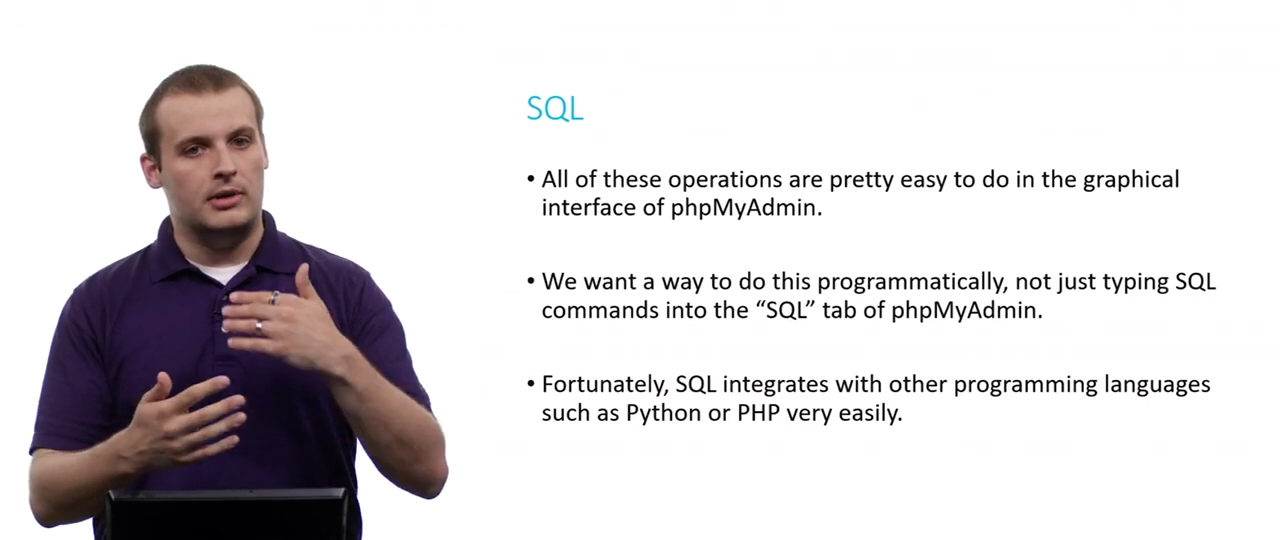 SQL
• All of these operations are pretty easy to do in the graphical
interface of phpMyAdmin.
• We want a way to do this programmatically, not just typing SQL
commands into the “SQL” tab of phpMyAdmin.
• Fortunately, SQL integrates with other programming languages
such as Python or PHP very easily.